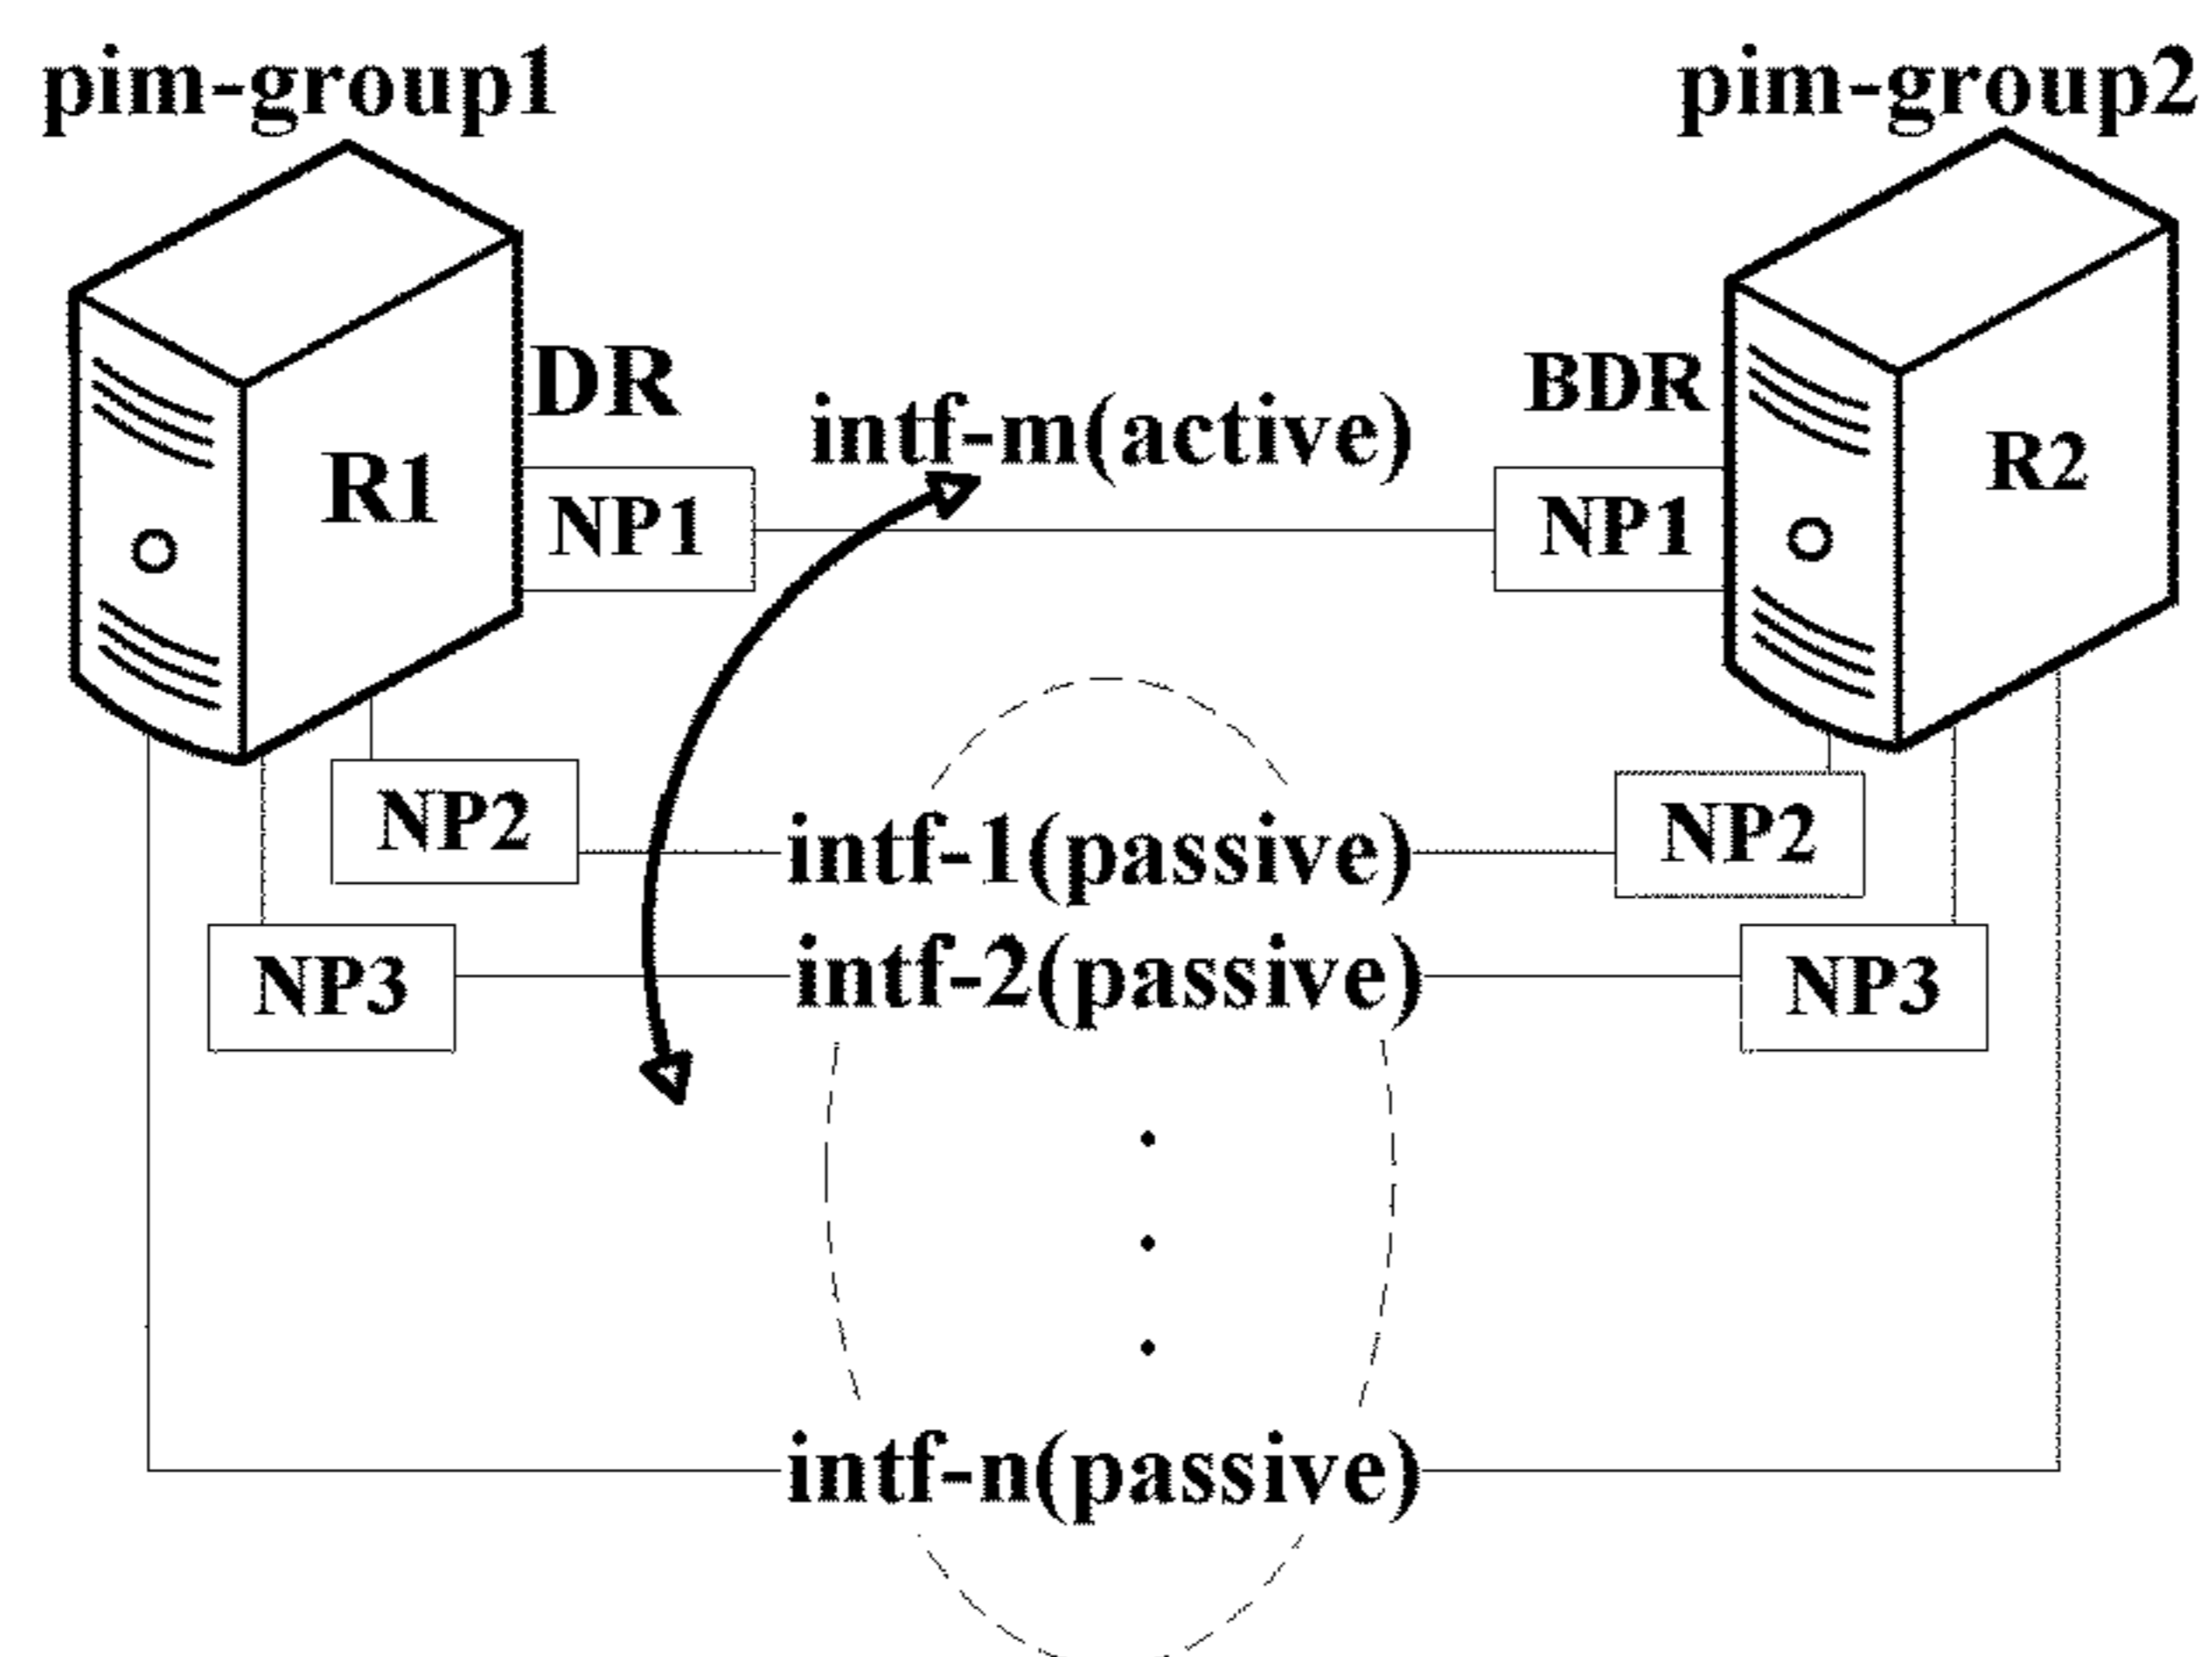 pim-group1
pim-group2
DR
BDR
intf-m(active)
R1
R2
NP1
NP1
NP2
intf-1(passive)
NP2
NP3
intf-2(passive)
NP3
intf-n(passive)